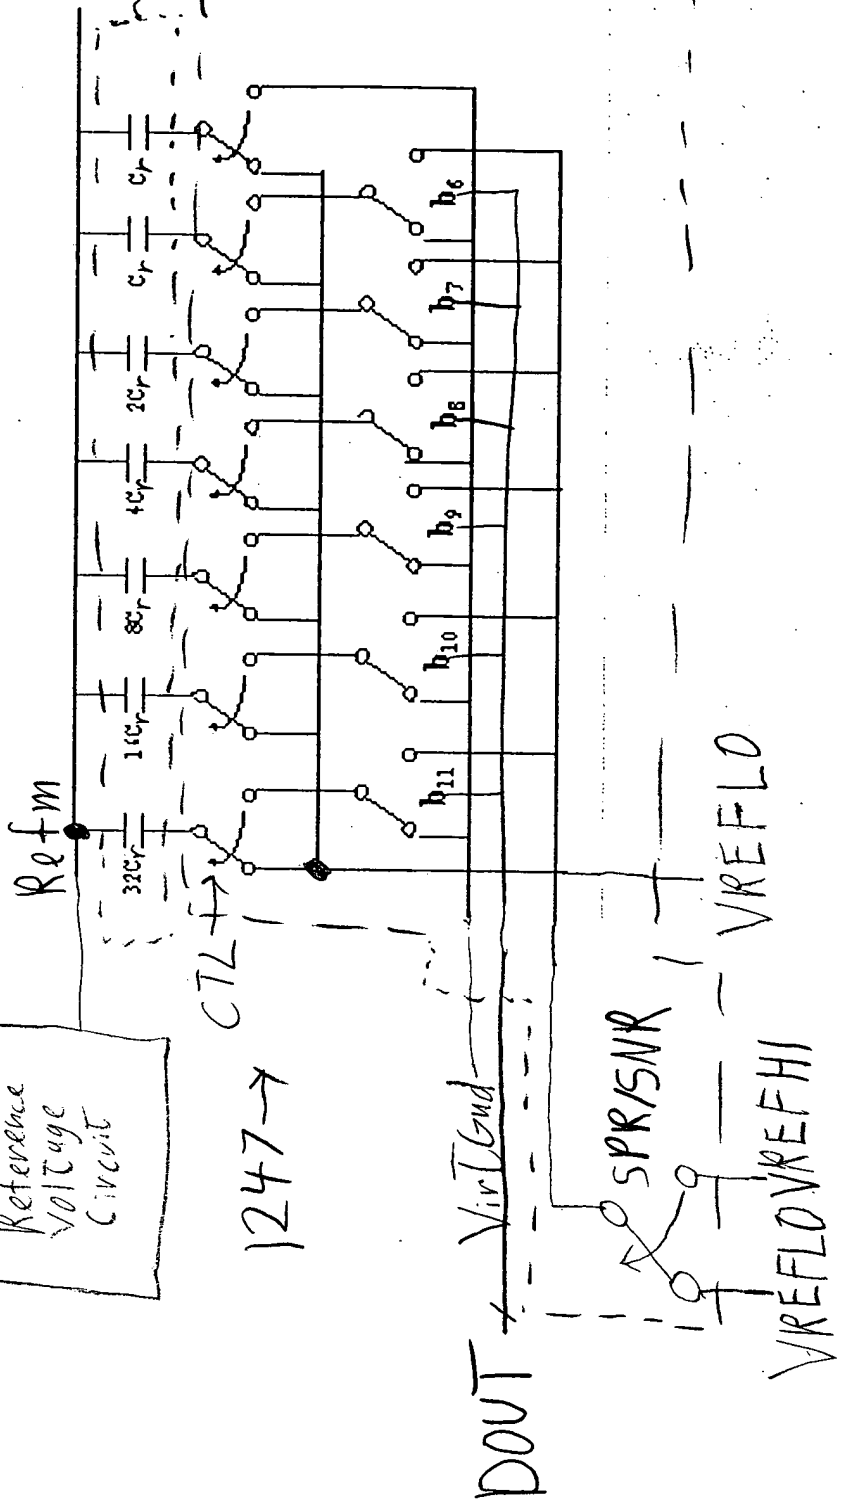 Reference
Voltage
Circuit
Refm
32Cr
16Cr
8Cr
4Cr
2Cr
Cr
Cr
CTL
1247
b11
b10
b9
b8
b7
b6
VirTGnd
DOUT
SPR/SNR
VREFLO
VREFLO
VREFHI